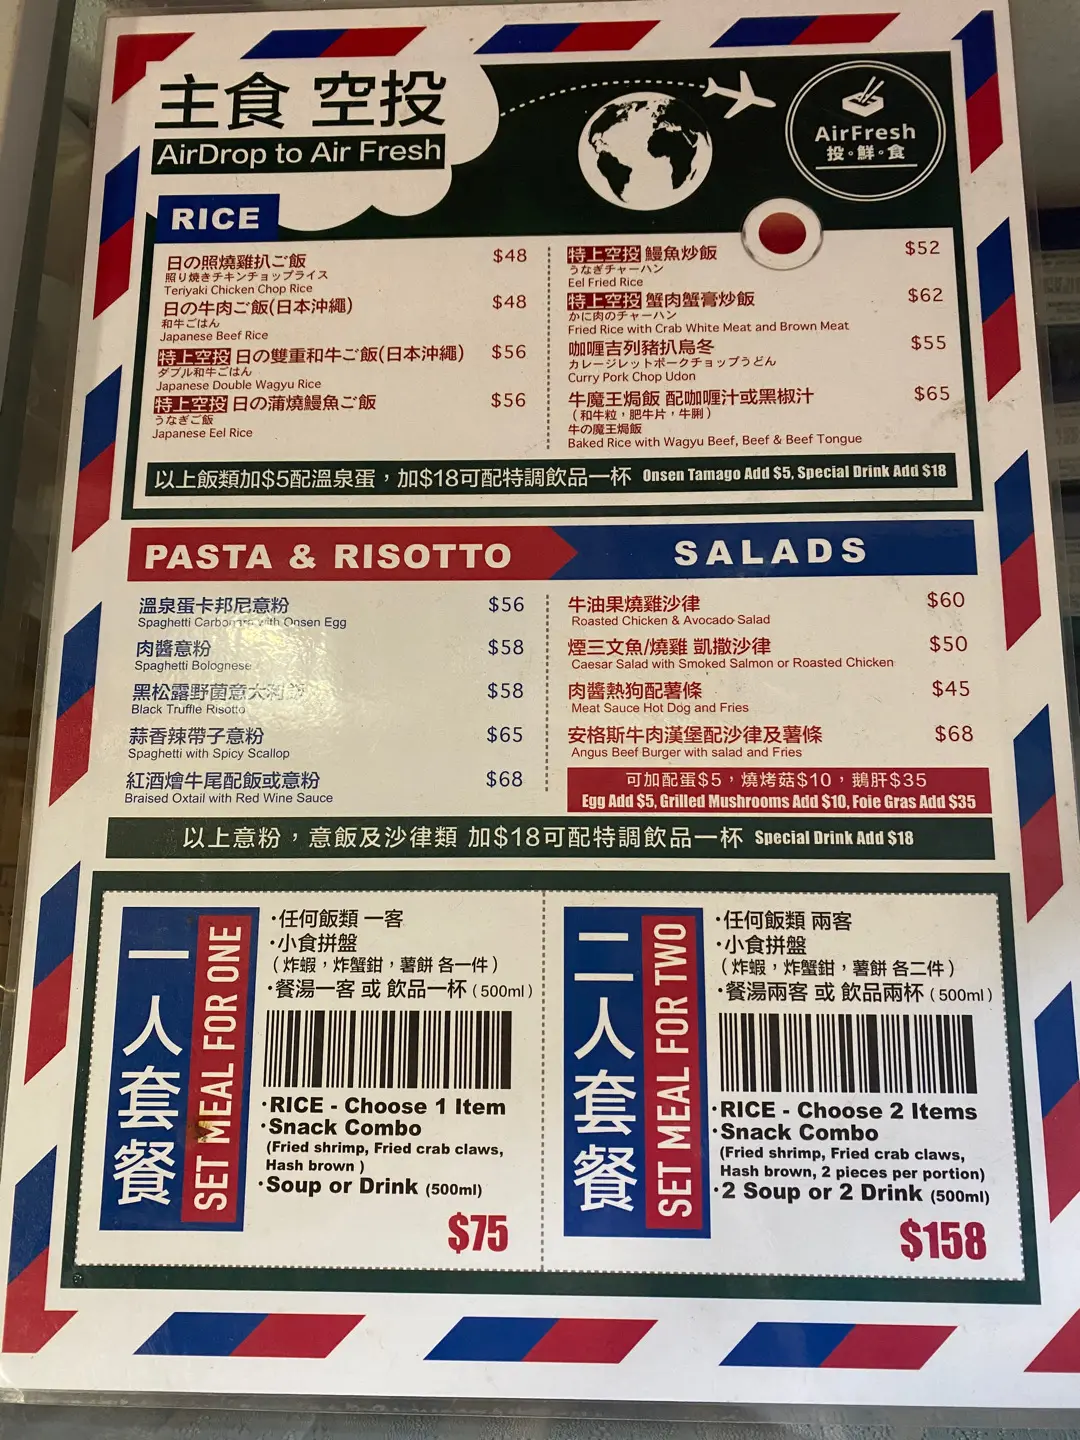 主食 空投
AirDrop to Air Fresh
AirFresh
投。鮮。食
RICE
日の照燒雞扒ご飯 $48
照り焼きチキンチョップライス
Teriyaki Chicken Chop Rice
日の牛肉ご飯(日本沖繩) $48
和牛ごはん
Japanese Beef Rice
特上空投 日の雙重和牛ご飯(日本沖繩) $56
ダブル和牛ごはん
Japanese Double Wagyu Rice
特上空投 日の蒲燒鰻魚ご飯 $56
うなぎご飯
Japanese Eel Rice
特上空投 鰻魚炒飯 $52
うなぎチャーハン
Eel Fried Rice
特上空投 蟹肉蟹膏炒飯 $62
かに肉のチャーハン
Fried Rice with Crab White Meat and Brown Meat
咖喱吉列豬扒烏冬 $55
カレージレットポークチョップうどん
Curry Pork Chop Udon
牛魔王焗飯 配咖喱汁或黑椒汁 $65
（和牛粒，肥牛片，牛脷）
牛の魔王焗飯
Baked Rice with Wagyu Beef, Beef & Beef Tongue
以上飯類加$5配溫泉蛋，加$18可配特調飲品一杯 Onsen Tamago Add $5, Special Drink Add $18
PASTA & RISOTTO
溫泉蛋卡邦尼意粉 $56
Spaghetti Carbonara with Onsen Egg
肉醬意粉 $58
Spaghetti Bolognese
黑松露野菌意大利飯 $58
Black Truffle Risotto
蒜香辣帶子意粉 $65
Spaghetti with Spicy Scallop
紅酒燴牛尾配飯或意粉 $68
Braised Oxtail with Red Wine Sauce
SALADS
牛油果燒雞沙律 $60
Roasted Chicken & Avocado Salad
煙三文魚/燒雞 凱撒沙律 $50
Caesar Salad with Smoked Salmon or Roasted Chicken
肉醬熱狗配薯條 $45
Meat Sauce Hot Dog and Fries
安格斯牛肉漢堡配沙律及薯條 $68
Angus Beef Burger with salad and Fries
可加配蛋$5，燒烤菇$10，鵝肝$35
Egg Add $5, Grilled Mushrooms Add $10, Foie Gras Add $35
以上意粉，意飯及沙律類 加$18可配特調飲品一杯 Special Drink Add $18
一人套餐
SET MEAL FOR ONE
·任何飯類 一客
·小食拼盤
（炸蝦，炸蟹鉗，薯餅 各一件）
·餐湯一客 或 飲品一杯（500ml）
·RICE - Choose 1 Item
·Snack Combo
(Fried shrimp, Fried crab claws,
Hash brown )
·Soup or Drink (500ml)
$75
二人套餐
SET MEAL FOR TWO
·任何飯類 兩客
·小食拼盤
（炸蝦，炸蟹鉗，薯餅 各二件）
·餐湯兩客 或 飲品兩杯（500ml）
·RICE - Choose 2 Items
·Snack Combo
(Fried shrimp, Fried crab claws,
Hash brown, 2 pieces per portion)
·2 Soup or 2 Drink (500ml)
$158